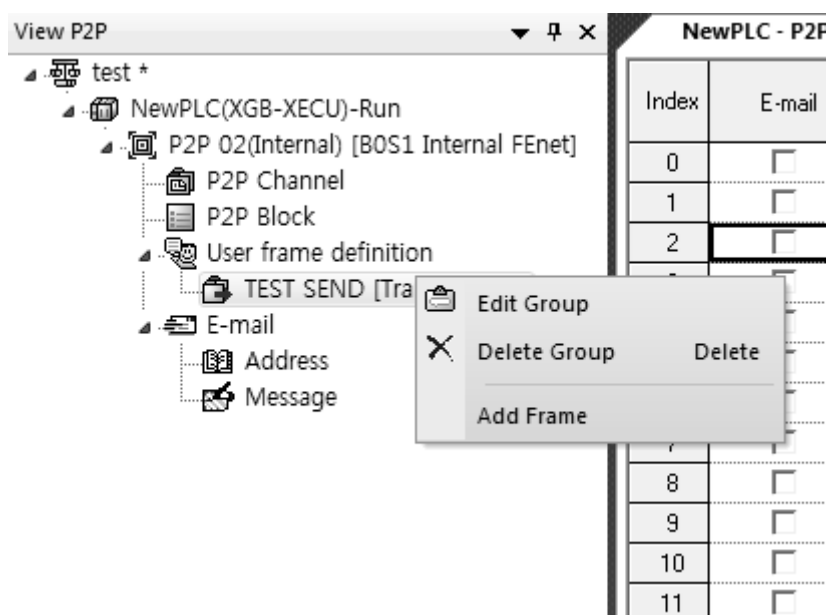 View P2P
test *
NewPLC(XGB-XECU)-Run
P2P 02(Internal) [B0S1 Internal FEnet]
P2P Channel
P2P Block
User frame definition
TEST SEND [Tra
E-mail
Address
Message
Edit Group
Delete Group Delete
Add Frame
NewPLC - P2P
Index E-mail
0
1
2
8
9
10
11